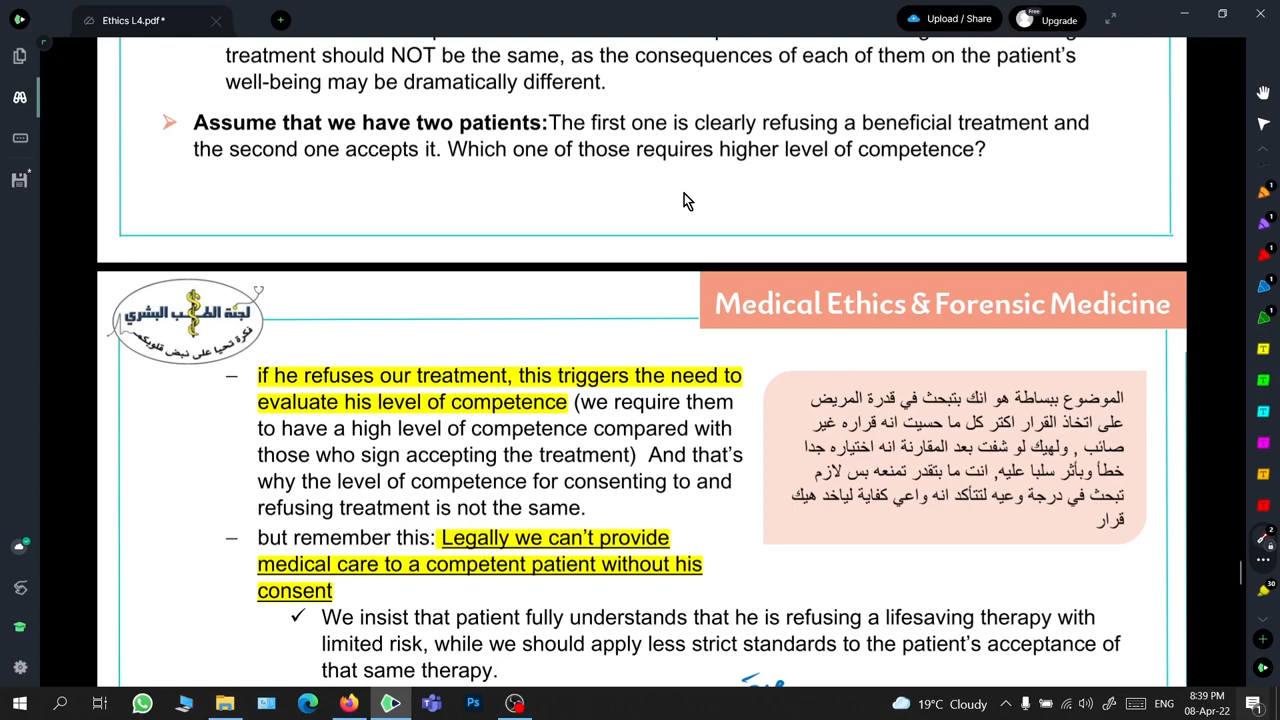 Ethics L4.pdf*
Upload / Share
Free
Upgrade
treatment should NOT be the same, as the consequences of each of them on the patient's
well-being may be dramatically different.
Assume that we have two patients:The first one is clearly refusing a beneficial treatment and
the second one accepts it. Which one of those requires higher level of competence?
لجنة الطب البشري
فكرة تحيا على نبض قلوبكم
Medical Ethics & Forensic Medicine
– if he refuses our treatment, this triggers the need to
evaluate his level of competence (we require them
to have a high level of competence compared with
those who sign accepting the treatment) And that's
why the level of competence for consenting to and
refusing treatment is not the same.
– but remember this: Legally we can't provide
medical care to a competent patient without his
consent
✓ We insist that patient fully understands that he is refusing a lifesaving therapy with
limited risk, while we should apply less strict standards to the patient's acceptance of
that same therapy.
الموضوع ببساطة هو انك بتبحث في قدرة المريض
على اتخاذ القرار اكتر كل ما حسيت انه قراره غير
صائب , ولهيك لو شفت بعد المقارنة انه اختياره جدا
خطأ وبأثر سلبا عليه, انت ما بتقدر تمنعه بس لازم
تبحث في درجة وعيه لتتأكد انه واعي كفاية لياخد هيك
قرار
19°C Cloudy
ENG
8:39 PM
08-Apr-22